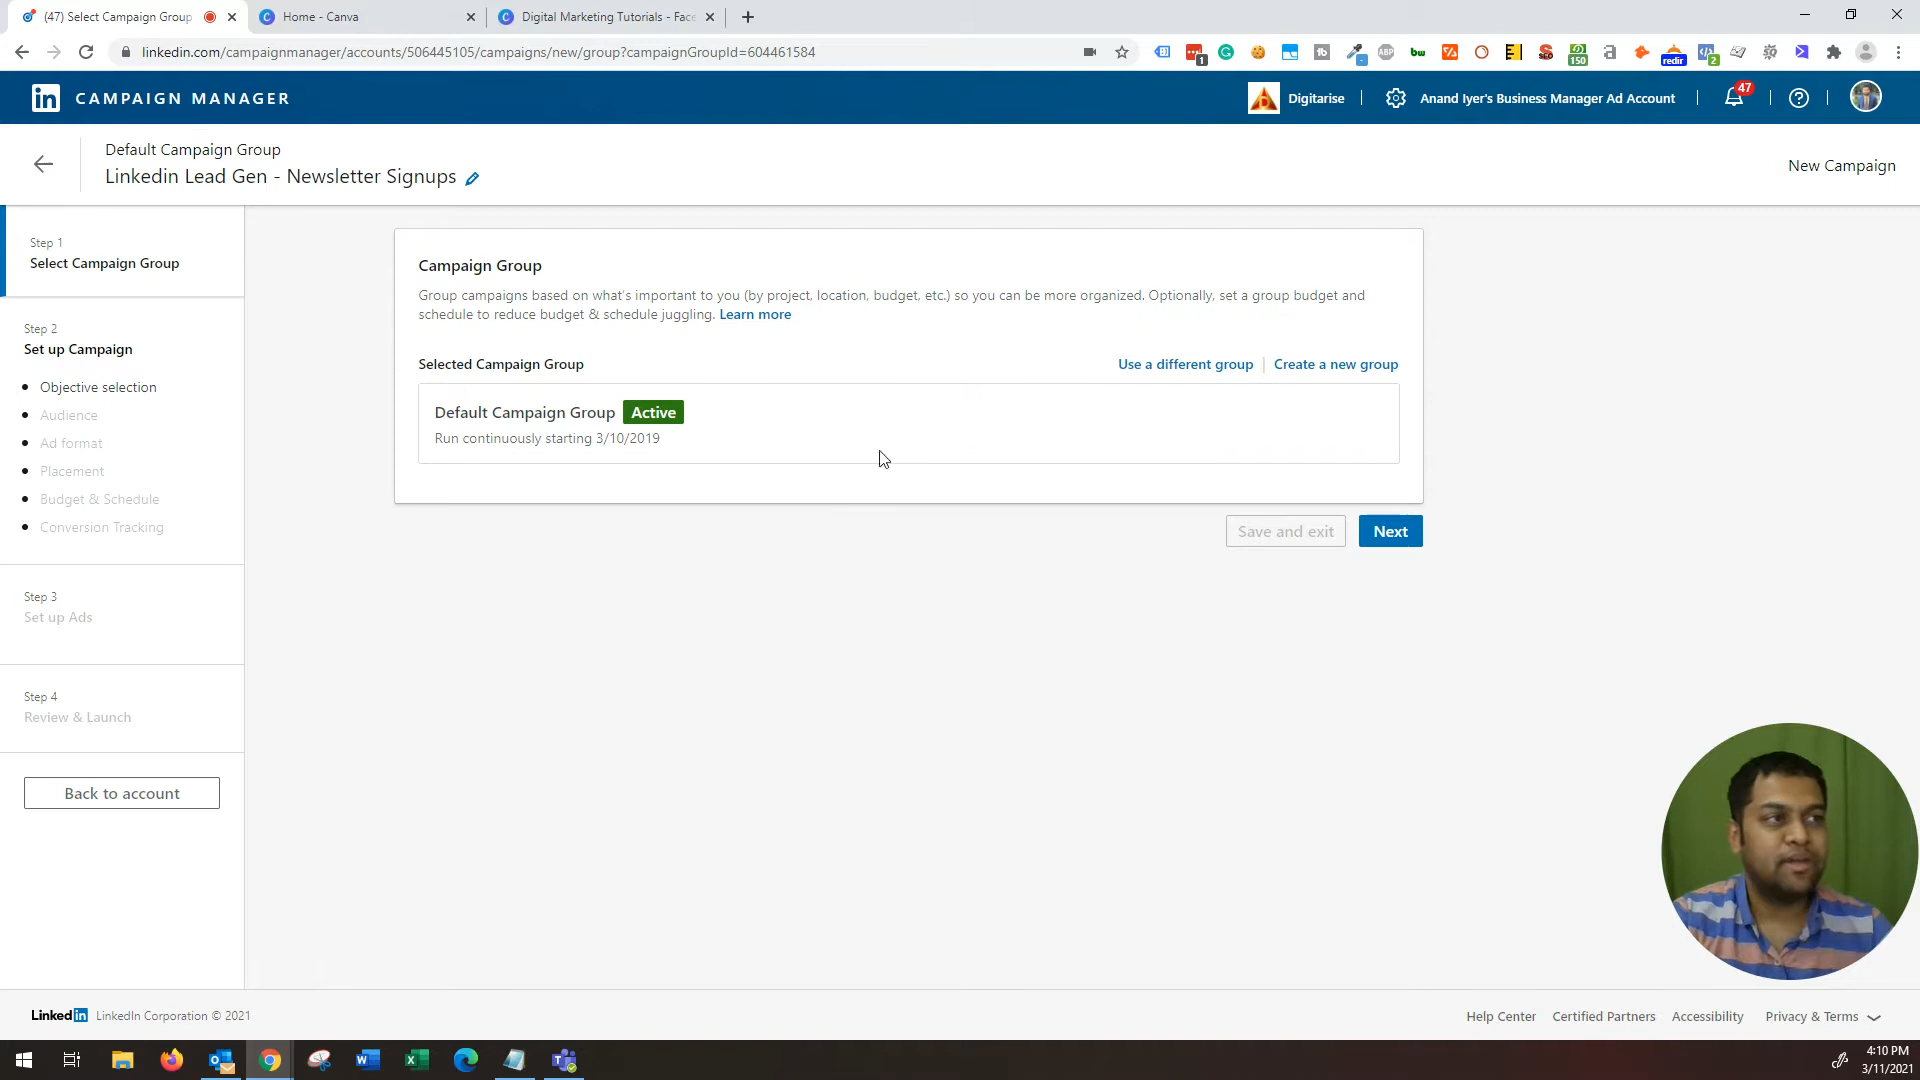 (47) Select Campaign Group
Home - Canva
Digital Marketing Tutorials - Fac
linkedin.com/campaignmanager/accounts/506445105/campaigns/new/group?campaignGroupId=604461584
in CAMPAIGN MANAGER
Digitarise
Anand Iyer's Business Manager Ad Account
47
Default Campaign Group
Linkedin Lead Gen - Newsletter Signups
New Campaign
Step 1
Select Campaign Group
Step 2
Set up Campaign
Objective selection
Audience
Ad format
Placement
Budget & Schedule
Conversion Tracking
Step 3
Set up Ads
Step 4
Review & Launch
Back to account
Campaign Group
Group campaigns based on what's important to you (by project, location, budget, etc.) so you can be more organized. Optionally, set a group budget and
schedule to reduce budget & schedule juggling. Learn more
Selected Campaign Group
Use a different group | Create a new group
Default Campaign Group Active
Run continuously starting 3/10/2019
Save and exit
Next
LinkedIn LinkedIn Corporation © 2021
Help Center Certified Partners Accessibility Privacy & Terms
4:10 PM
3/11/2021